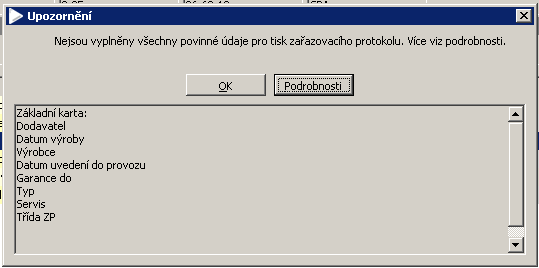 Upozornění
Nejsou vyplněny všechny povinné údaje pro tisk zařazovacího protokolu. Více viz podrobnosti.
OK
Podrobnosti
Základní karta:
Dodavatel
Datum výroby
Výrobce
Datum uvedení do provozu
Garance do
Typ
Servis
Třída ZP